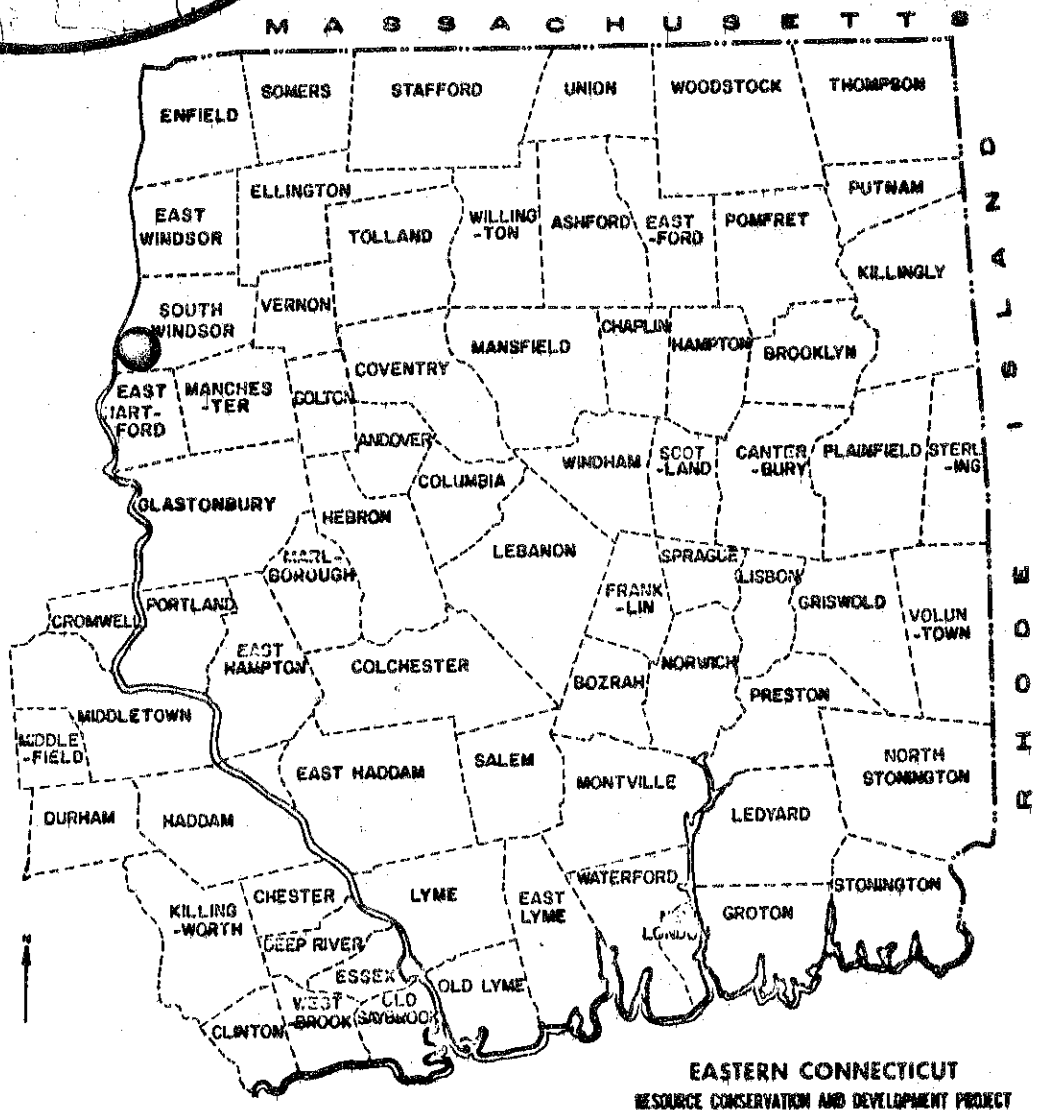 MASSACHUSETTS
ENFIELD
SOMERS
STAFFORD
UNION
WOODSTOCK
THOMPSON
EAST
WINDSOR
ELLINGTON
TOLLAND
WILLING
-TON
ASHFORD
EAST
-FORD
POMFRET
PUTNAM
KILLINGLY
SOUTH
WINDSOR
VERNON
COVENTRY
MANSFIELD
CHAPLIN
HAMPTON
BROOKLYN
EAST
HART-
FORD
MANCHES
-TER
BOLTON
ANDOVER
COLUMBIA
WINDHAM
SCOT
-LAND
CANTER
-BURY
PLAINFIELD
STERL
-ING
GLASTONBURY
HEBRON
MARL-
BOROUGH
LEBANON
FRANK
-LIN
SPRAGUE
LISBON
GRISWOLD
VOLUN
-TOWN
CROMWELL
PORTLAND
EAST
HAMPTON
COLCHESTER
BOZRAH
NORWICH
PRESTON
MIDDLETOWN
MIDDLE
-FIELD
EAST HADDAM
SALEM
MONTVILLE
LEDYARD
NORTH
STONINGTON
DURHAM
HADDAM
KILLING
-WORTH
CHESTER
LYME
EAST
LYME
WATERFORD
GROTON
STONINGTON
DEEP RIVER
ESSEX
OLD LYME
WEST
-BROOK
OLD
SAYBROOK
CLINTON
RHODE ISLAND
N
EASTERN CONNECTICUT
RESOURCE CONSERVATION AND DEVELOPMENT PROJECT